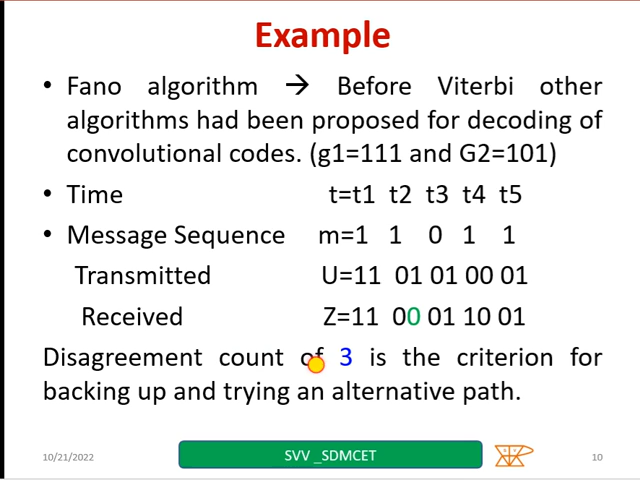 Example
• Fano algorithm → Before Viterbi other
algorithms had been proposed for decoding of
convolutional codes. (g1=111 and G2=101)
• Time t=t1 t2 t3 t4 t5
• Message Sequence m=1 1 0 1 1
Transmitted U=11 01 01 00 01
Received Z=11 00 01 10 01
Disagreement count of 3 is the criterion for
backing up and trying an alternative path.
10/21/2022 SVV _SDMCET 10